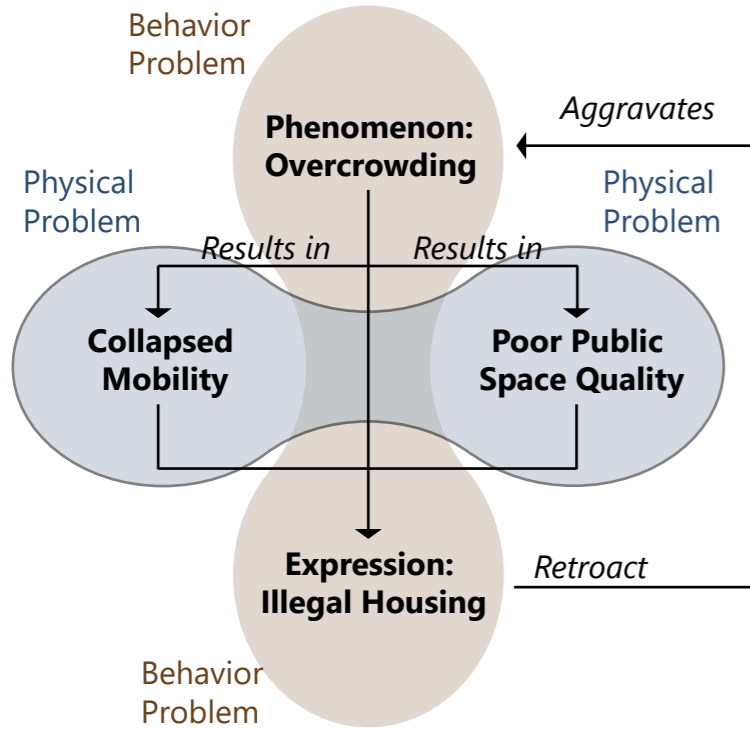 Behavior
Problem
Phenomenon:
Overcrowding
Aggravates
Physical
Problem
Physical
Problem
Results in
Results in
Collapsed
Mobility
Poor Public
Space Quality
Expression:
Illegal Housing
Retroact
Behavior
Problem